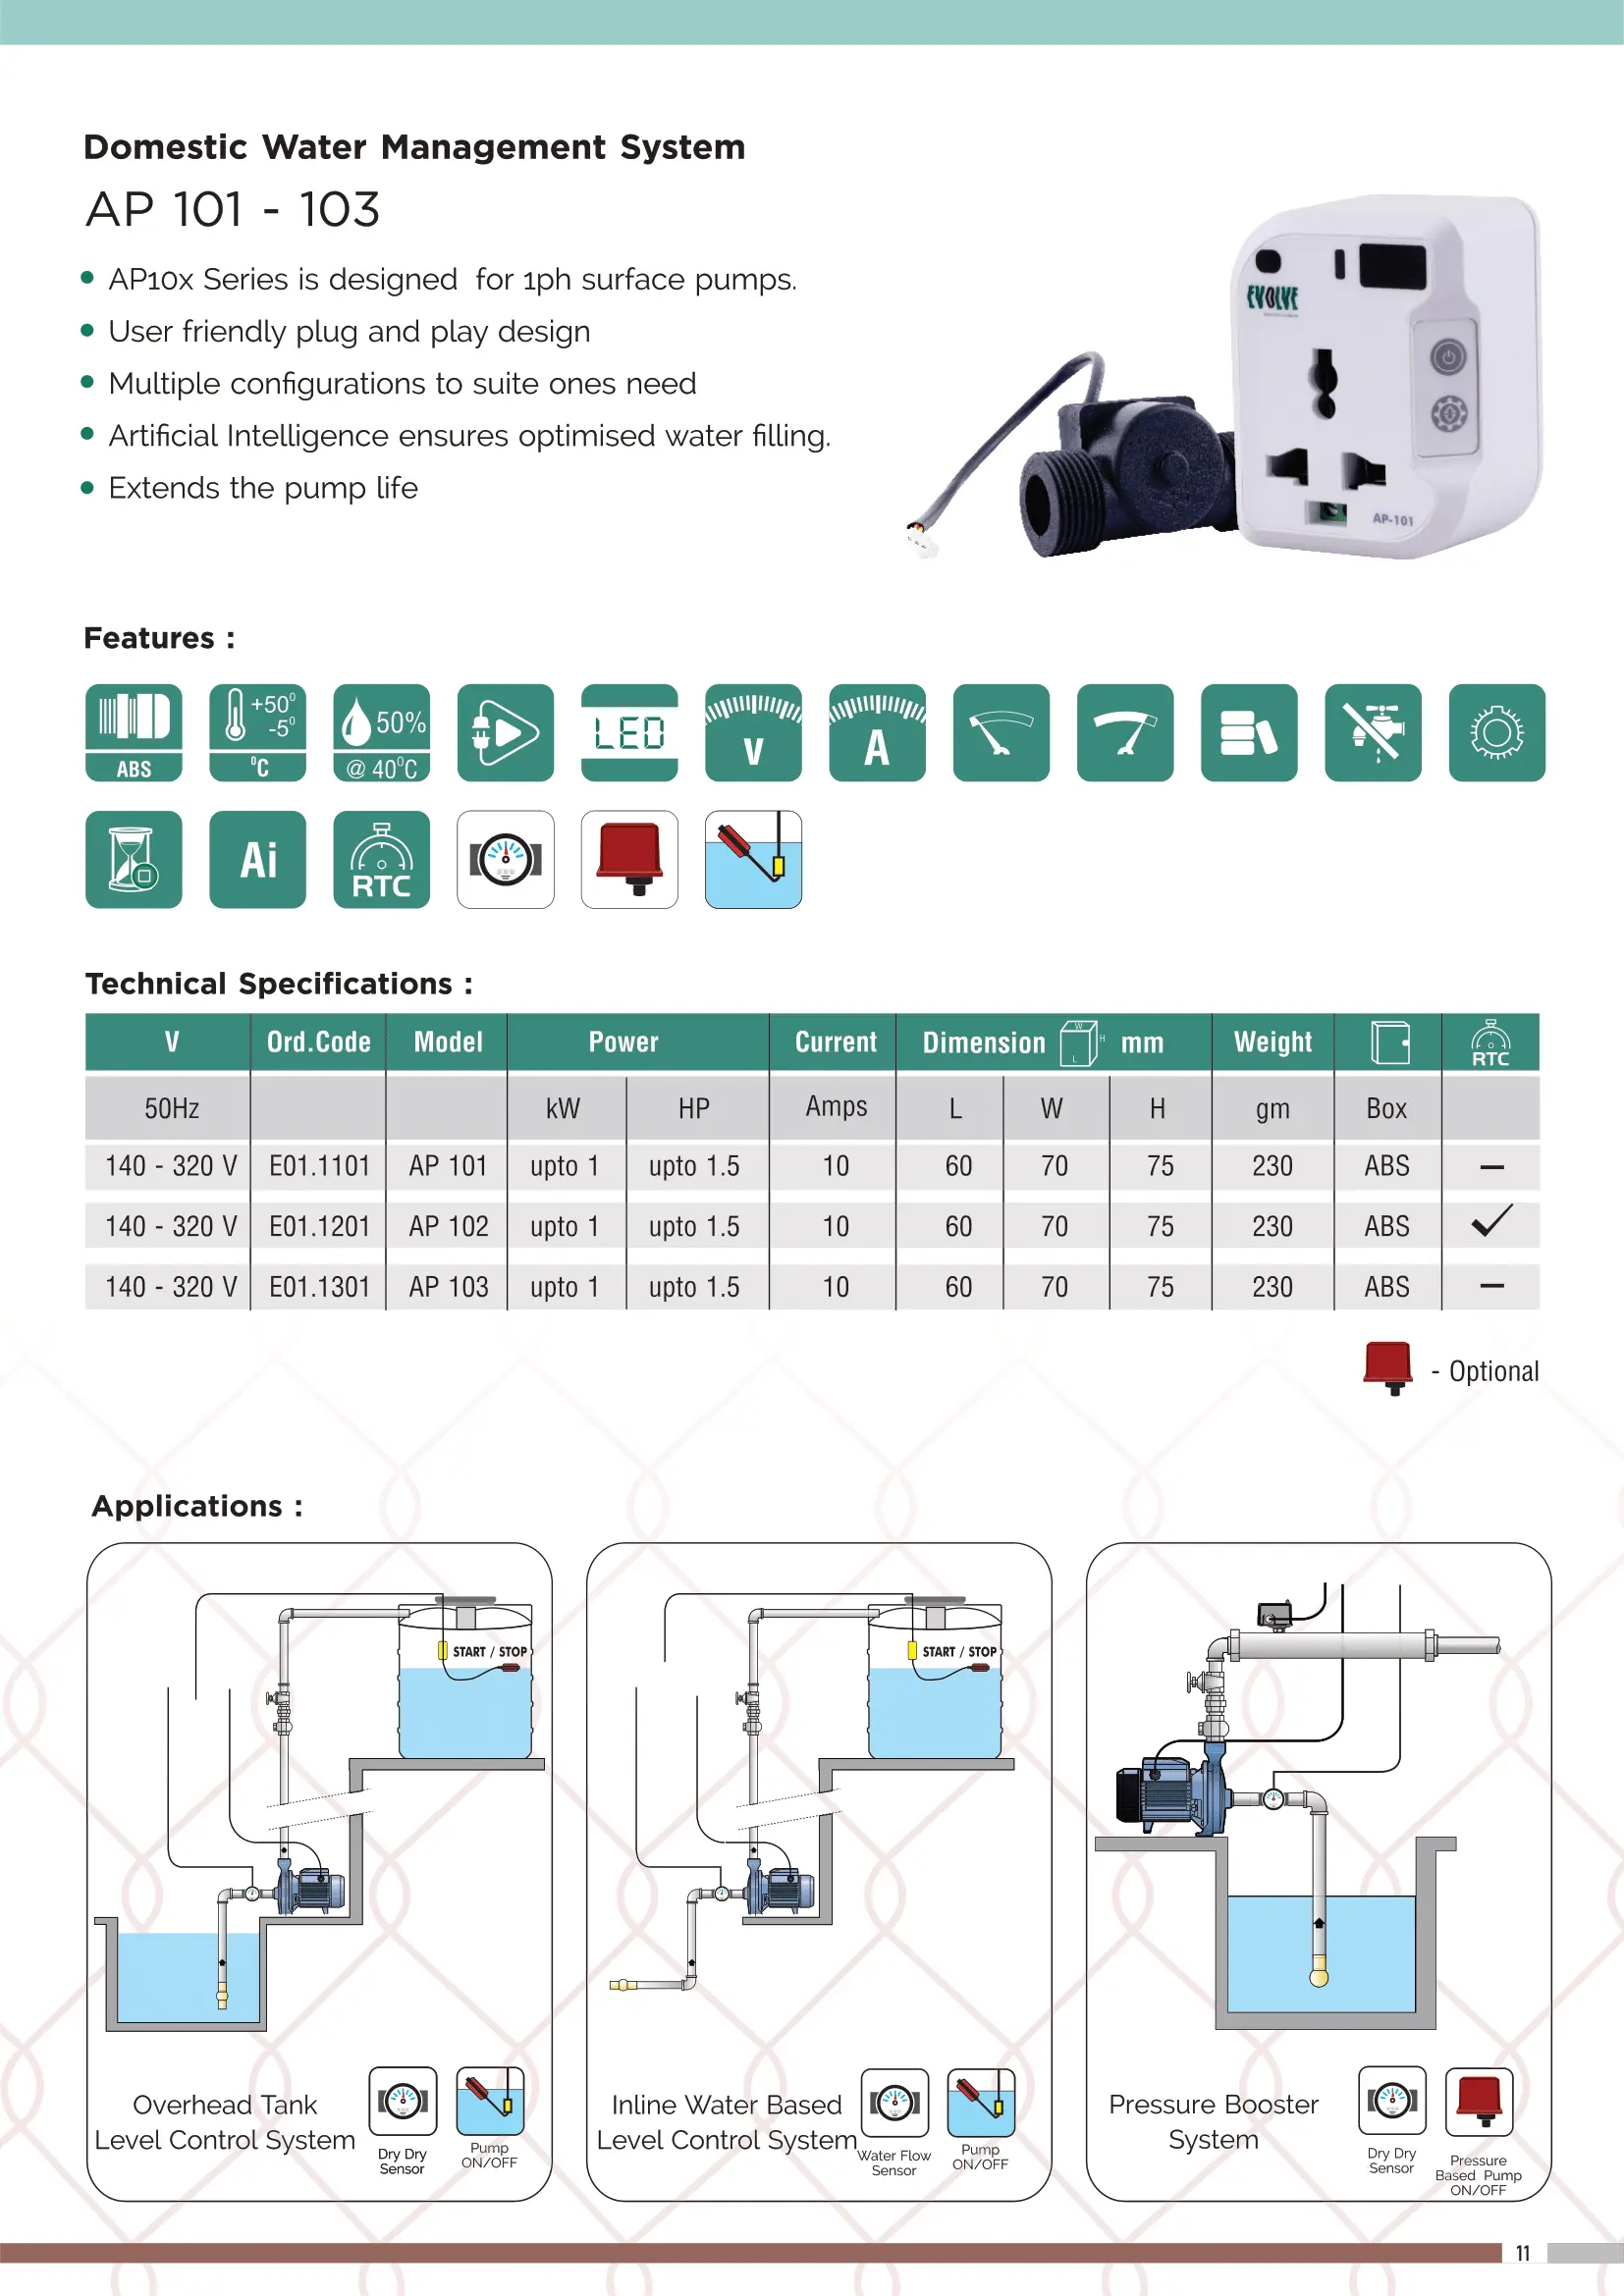 Domestic Water Management System
AP 101 - 103
AP10x Series is designed for 1ph surface pumps.
User friendly plug and play design
Multiple configurations to suite ones need
Artificial Intelligence ensures optimised water filling.
Extends the pump life
EVOLVE
AP-101
Features :
ABS
+50⁰
-5⁰
⁰C
50%
@ 40⁰C
LED
V
A
Ai
RTC
Technical Specifications :
V Ord.Code Model Power Current Dimension W H L mm Weight RTC
50Hz kW HP Amps L W H gm Box
140 - 320 V E01.1101 AP 101 upto 1 upto 1.5 10 60 70 75 230 ABS –
140 - 320 V E01.1201 AP 102 upto 1 upto 1.5 10 60 70 75 230 ABS ✓
140 - 320 V E01.1301 AP 103 upto 1 upto 1.5 10 60 70 75 230 ABS –
- Optional
Applications :
START / STOP
Overhead Tank
Level Control System
Dry Dry
Sensor
Pump
ON/OFF
START / STOP
Inline Water Based
Level Control System
Water Flow
Sensor
Pump
ON/OFF
Pressure Booster
System
Dry Dry
Sensor
Pressure
Based Pump
ON/OFF
11